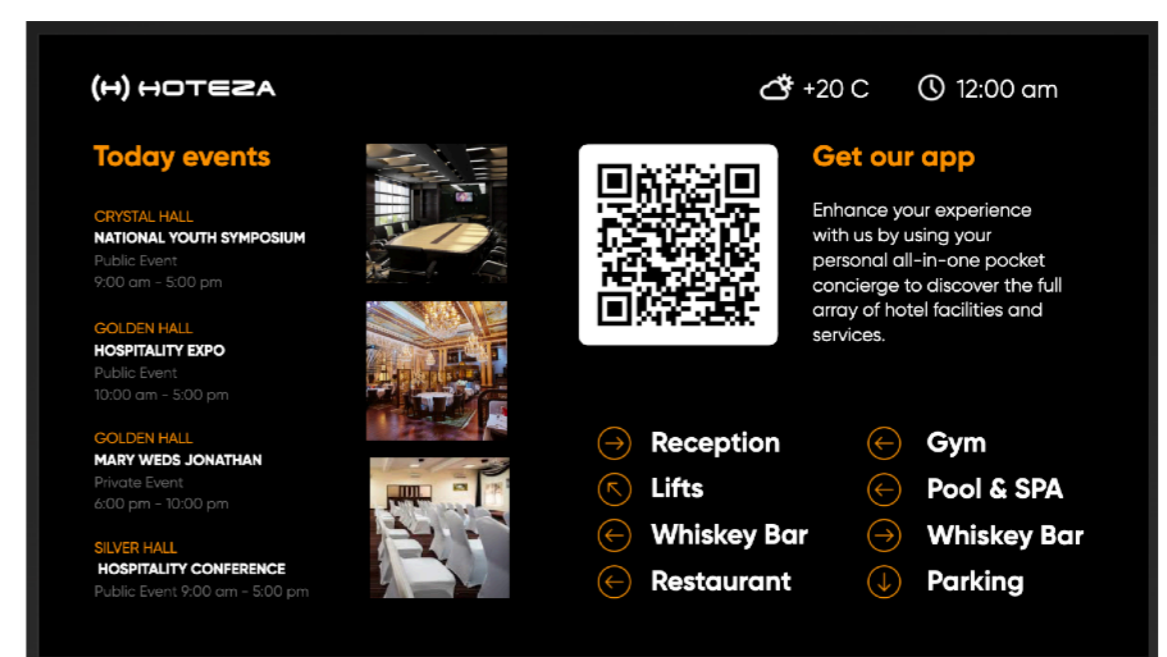 (H) HOTEZA
+20 C
12:00 am
Today events
CRYSTAL HALL
NATIONAL YOUTH SYMPOSIUM
Public Event
9:00 am - 5:00 pm
GOLDEN HALL
HOSPITALITY EXPO
Public Event
10:00 am - 5:00 pm
GOLDEN HALL
MARY WEDS JONATHAN
Private Event
6:00 pm - 10:00 pm
SILVER HALL
HOSPITALITY CONFERENCE
Public Event 9:00 am - 5:00 pm
Get our app
Enhance your experience
with us by using your
personal all-in-one pocket
concierge to discover the full
array of hotel facilities and
services.
Reception
Lifts
Whiskey Bar
Restaurant
Gym
Pool & SPA
Whiskey Bar
Parking